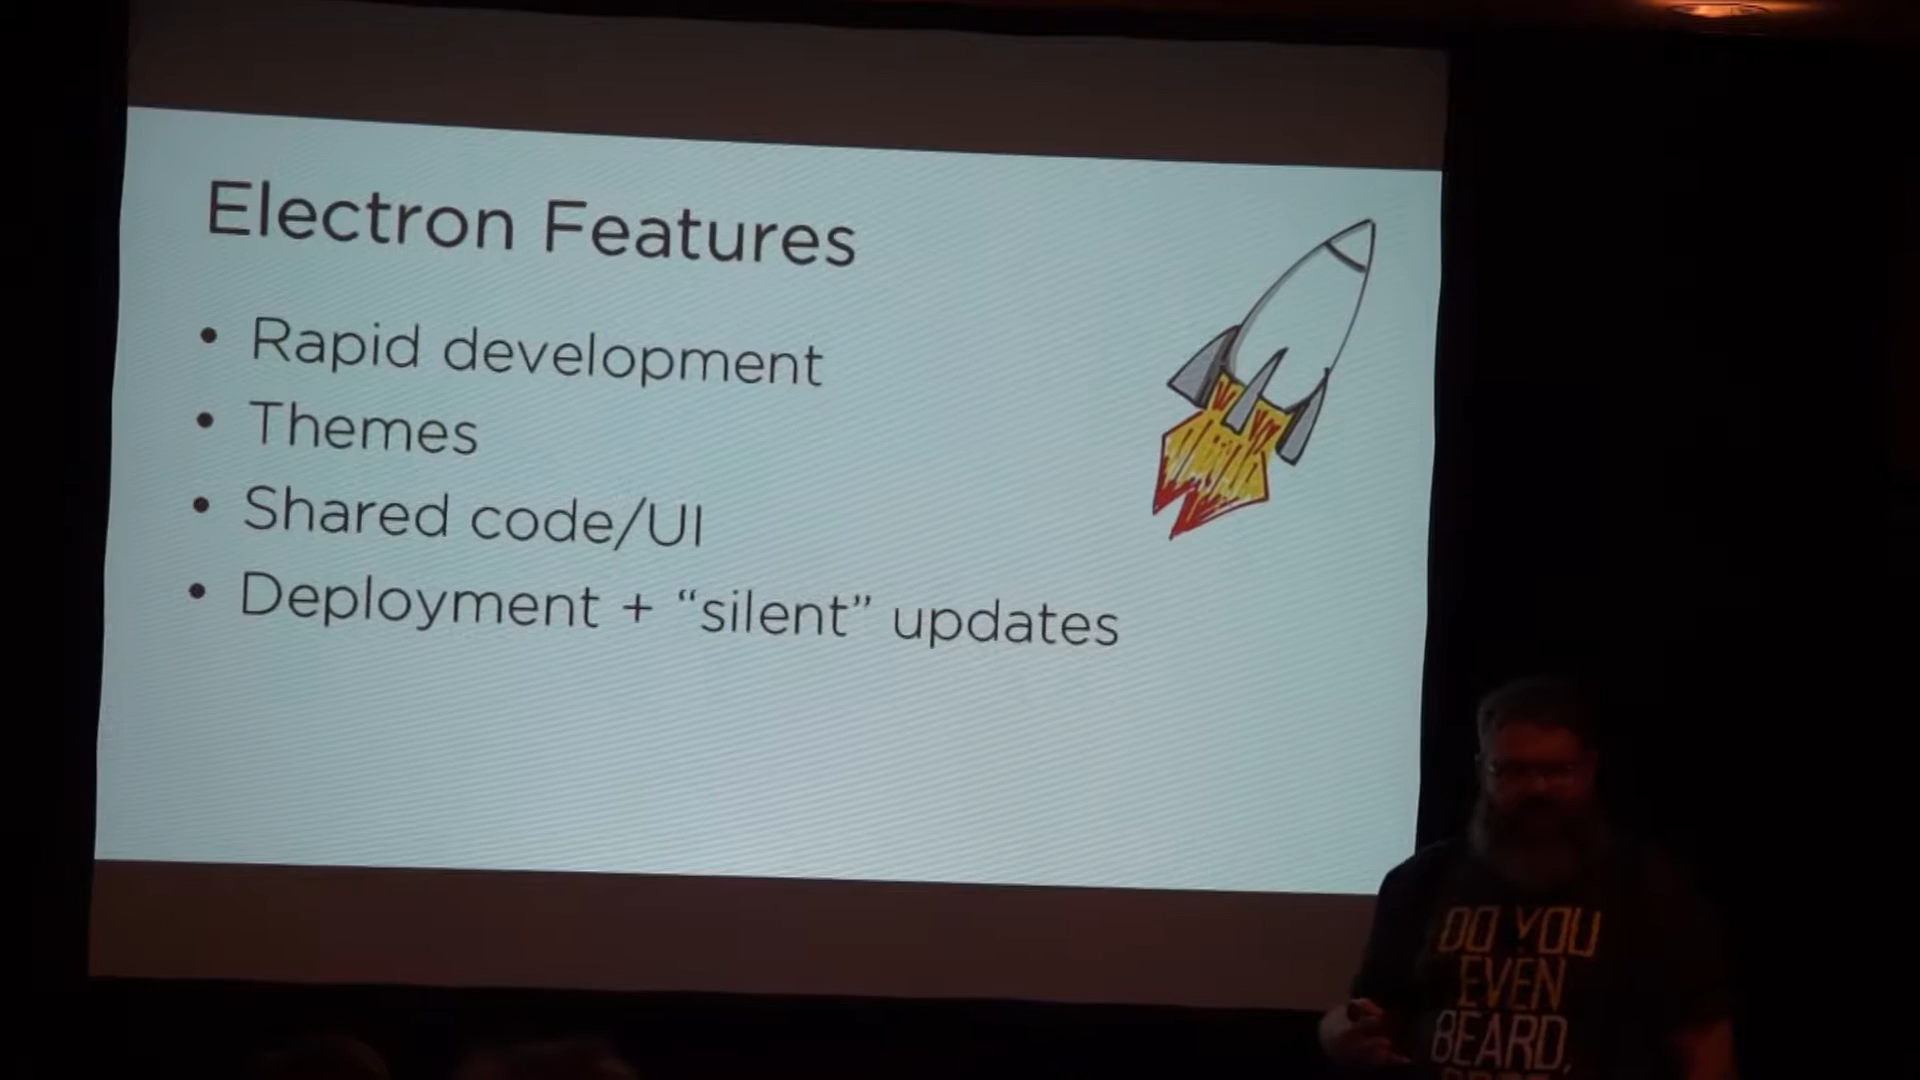 Electron Features
• Rapid development
• Themes
• Shared code/UI
• Deployment + “silent” updates
DO YOU
EVEN
BEARD,